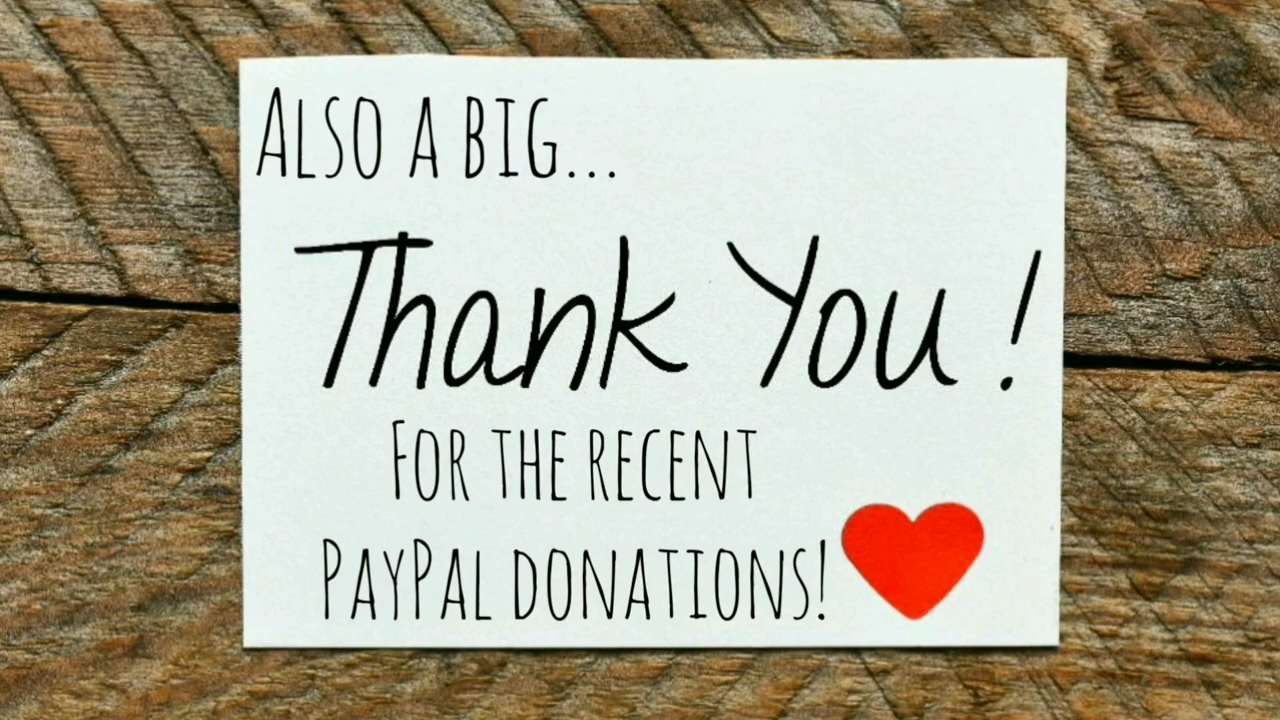 Also a big...
Thank You!
For the recent
PayPal donations!